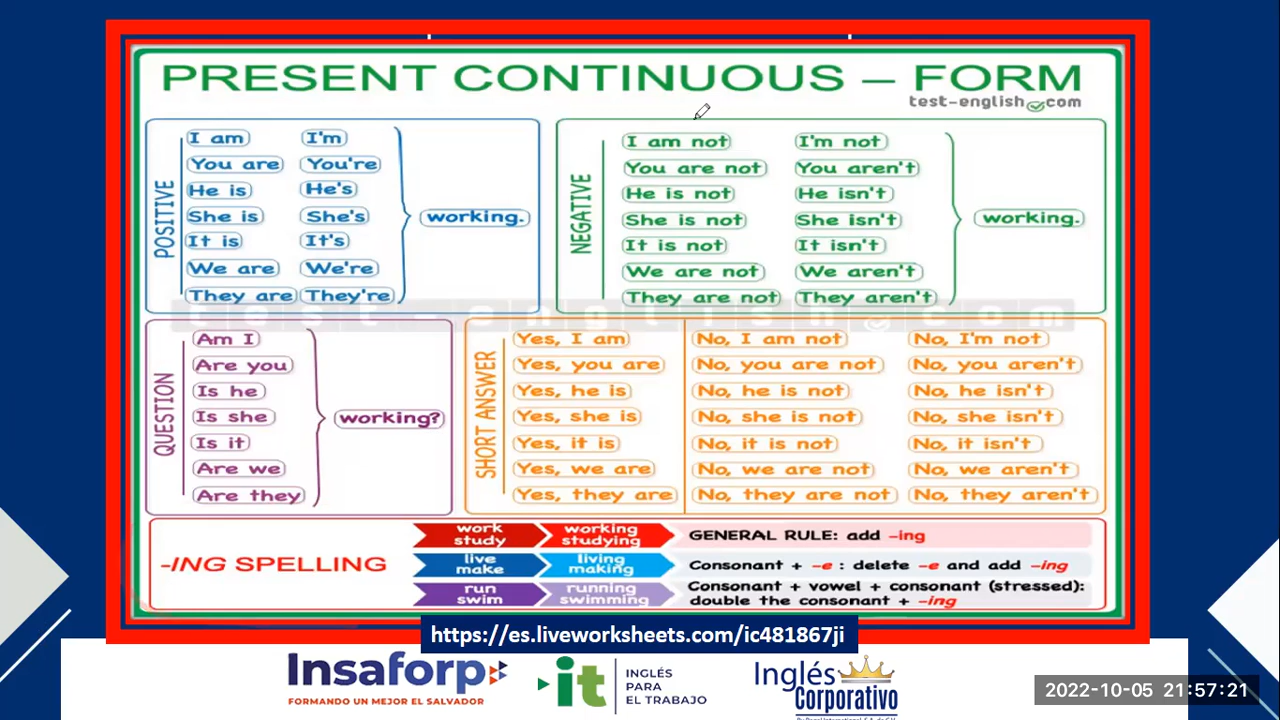 PRESENT CONTINUOUS – FORM
test-english com
POSITIVE
I am I'm
You are You're
He is He's
She is She's
It is It's
We are We're
They are They're
working.
NEGATIVE
I am not I'm not
You are not You aren't
He is not He isn't
She is not She isn't
It is not It isn't
We are not We aren't
They are not They aren't
working.
test-english com
QUESTION
Am I
Are you
Is he
Is she
Is it
Are we
Are they
working?
SHORT ANSWER
Yes, I am No, I am not No, I'm not
Yes, you are No, you are not No, you aren't
Yes, he is No, he is not No, he isn't
Yes, she is No, she is not No, she isn't
Yes, it is No, it is not No, it isn't
Yes, we are No, we are not No, we aren't
Yes, they are No, they are not No, they aren't
-ING SPELLING
work working
study studying
GENERAL RULE: add –ing
live living
make making
Consonant + –e : delete –e and add –ing
run running
swim swimming
Consonant + vowel + consonant (stressed):
double the consonant + –ing
https://es.liveworksheets.com/ic481867ji
Insaforp
FORMANDO UN MEJOR EL SALVADOR
it
INGLÉS
PARA
EL TRABAJO
Inglés
Corporativo
2022-10-05 21:57:21